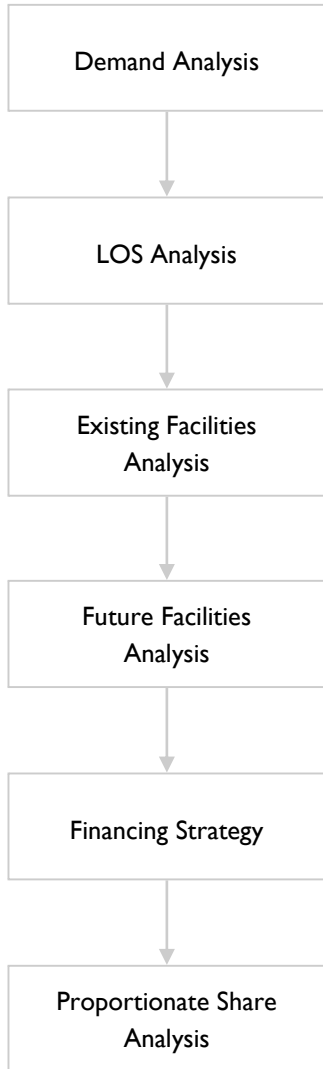 Demand Analysis
LOS Analysis
Existing Facilities
Analysis
Future Facilities
Analysis
Financing Strategy
Proportionate Share
Analysis